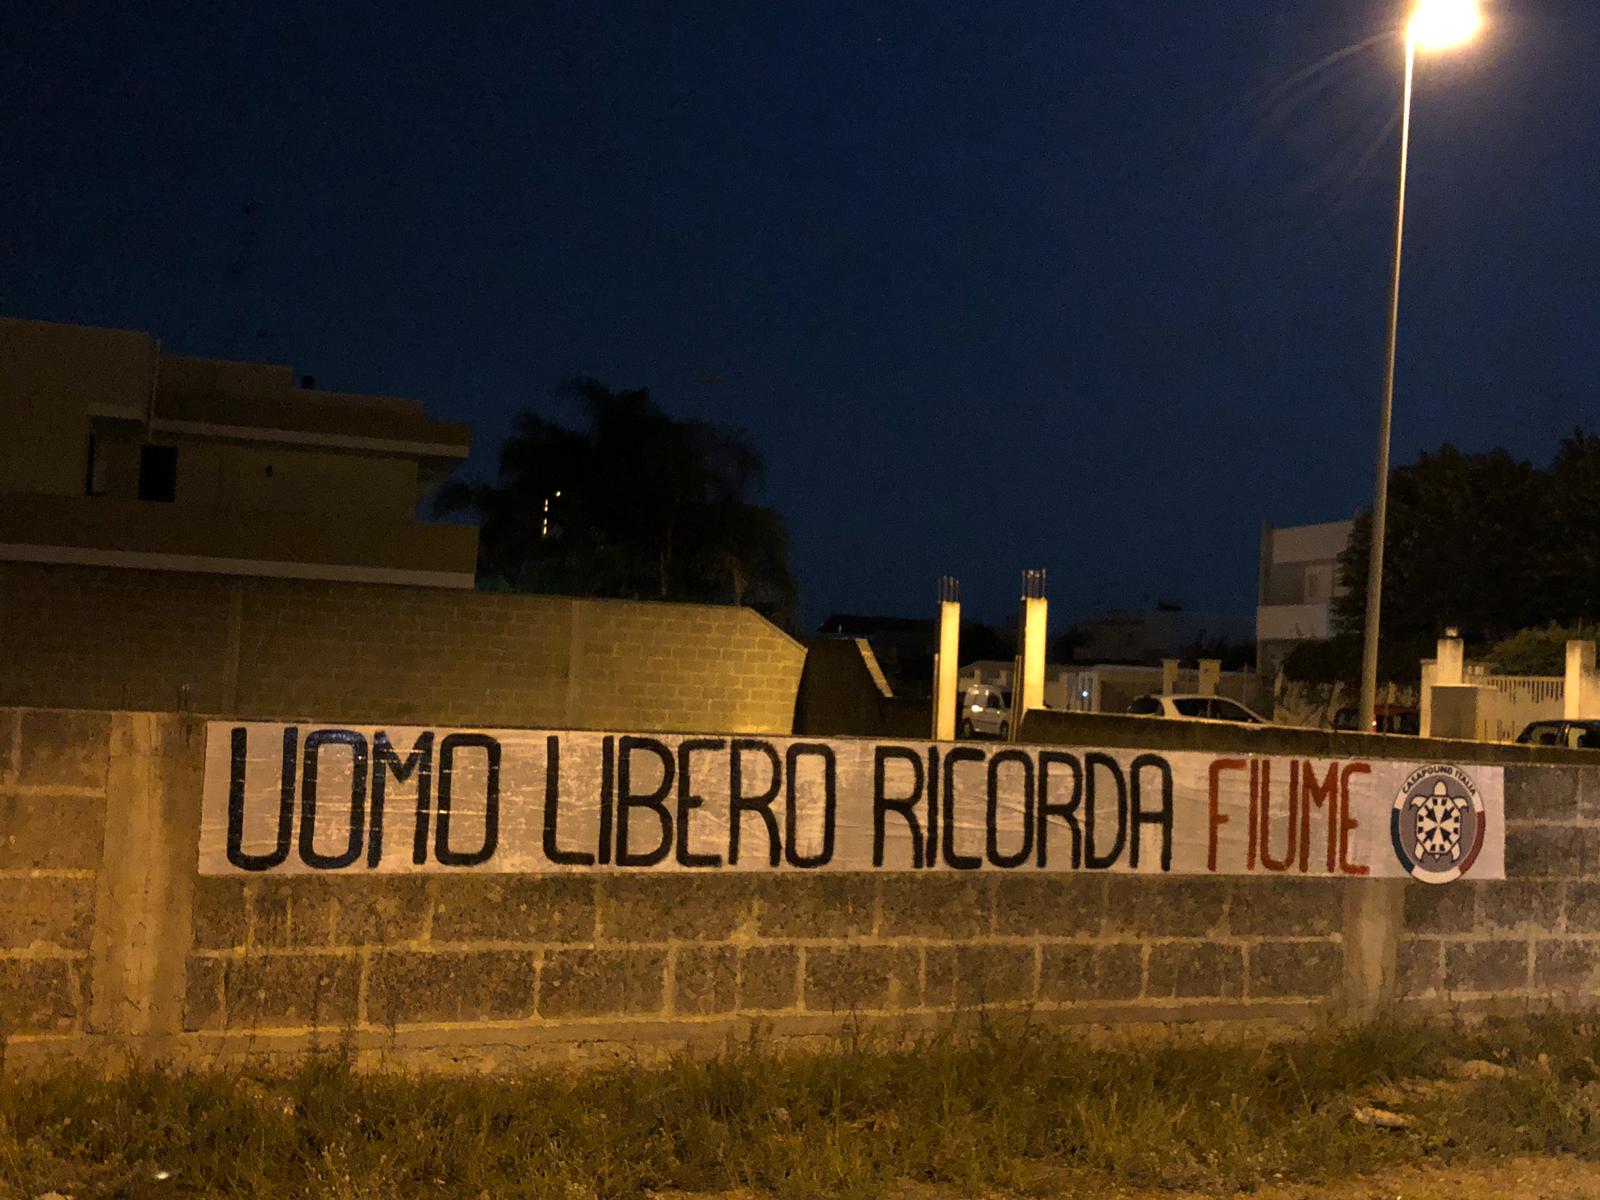 UOMO LIBERO RICORDA FIUME
CASAPOUND ITALIA